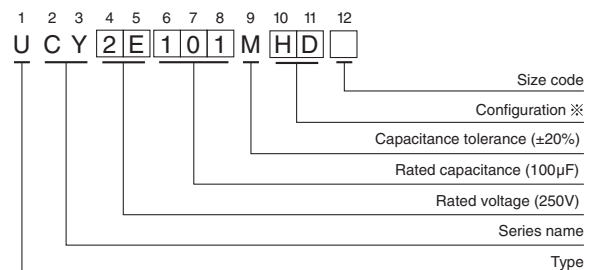 1 2 3 4 5 6 7 8 9 10 11 12
U C Y 2 E 1 0 1 M H D
Size code
Configuration ※
Capacitance tolerance (±20%)
Rated capacitance (100µF)
Rated voltage (250V)
Series name
Type